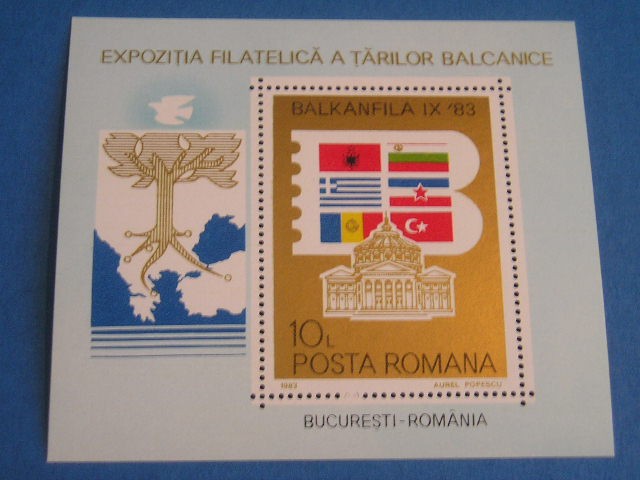 EXPOZIȚIA FILATELICĂ A ȚĂRILOR BALCANICE
BALKANFILA IX '83
10L
POSTA ROMANA
1983 AUREL POPESCU
BUCUREȘTI-ROMÂNIA